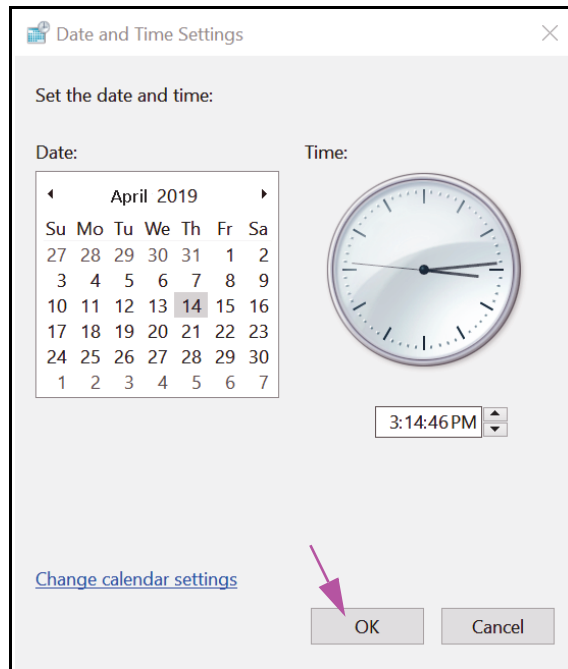 Date and Time Settings
Set the date and time:
Date:
Time:
April 2019
Su Mo Tu We Th Fr Sa
27 28 29 30 31 1 2
3 4 5 6 7 8 9
10 11 12 13 14 15 16
17 18 19 20 21 22 23
24 25 26 27 28 29 30
1 2 3 4 5 6 7
3:14:46 PM
Change calendar settings
OK
Cancel